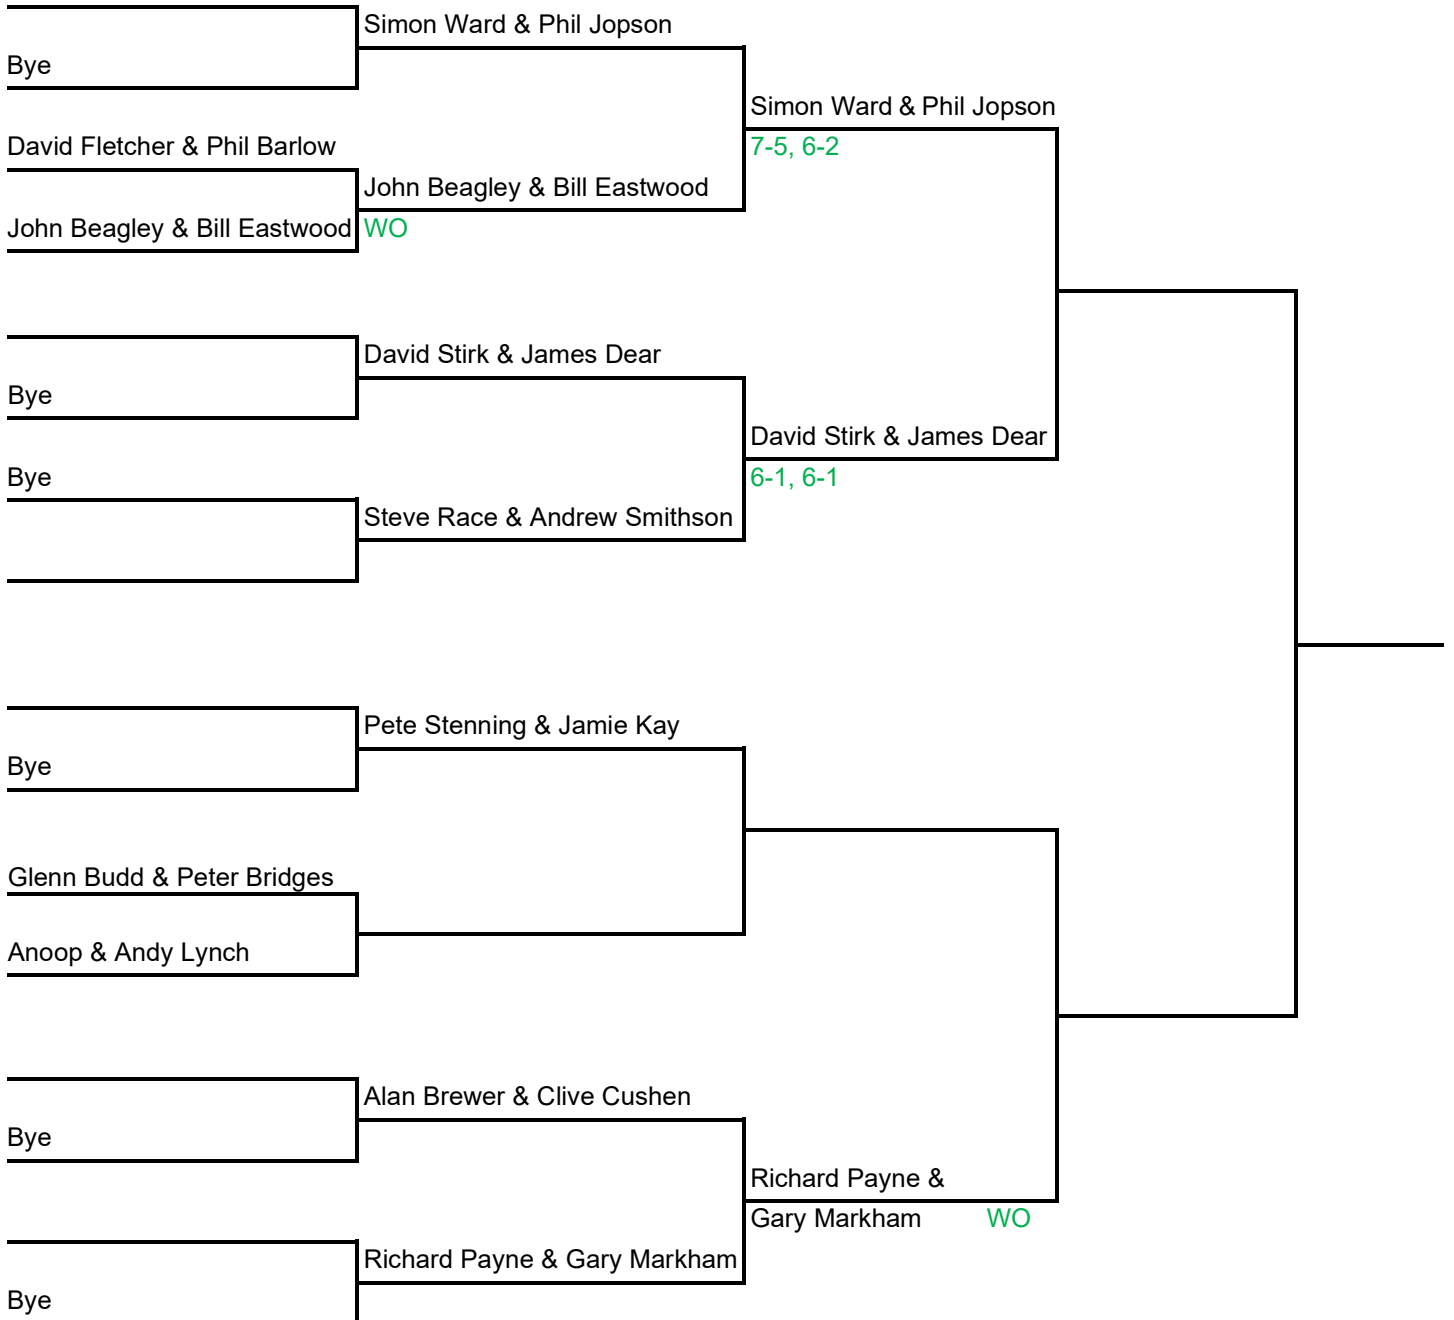 Simon Ward & Phil Jopson
Bye
Simon Ward & Phil Jopson
David Fletcher & Phil Barlow
7-5, 6-2
John Beagley & Bill Eastwood
John Beagley & Bill Eastwood
WO
David Stirk & James Dear
Bye
David Stirk & James Dear
Bye
6-1, 6-1
Steve Race & Andrew Smithson
Pete Stenning & Jamie Kay
Bye
Glenn Budd & Peter Bridges
Anoop & Andy Lynch
Alan Brewer & Clive Cushen
Bye
Richard Payne &
Gary Markham WO
Richard Payne & Gary Markham
Bye